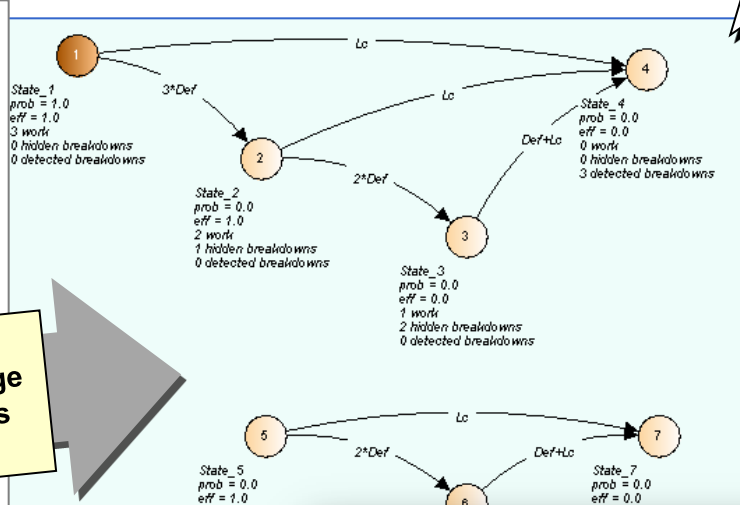 1
Lc
4
State_1
prob = 1.0
eff = 1.0
3 work
0 hidden breakdowns
0 detected breakdowns
3*Def
Lc
State_4
prob = 0.0
eff = 0.0
0 work
0 hidden breakdowns
3 detected breakdowns
Def+Lc
2
2*Def
State_2
prob = 0.0
eff = 1.0
2 work
1 hidden breakdowns
0 detected breakdowns
3
State_3
prob = 0.0
eff = 0.0
1 work
2 hidden breakdowns
0 detected breakdowns
5
Lc
7
2*Def
Def+Lc
State_5
prob = 0.0
eff = 1.0
6
State_7
prob = 0.0
eff = 0.0